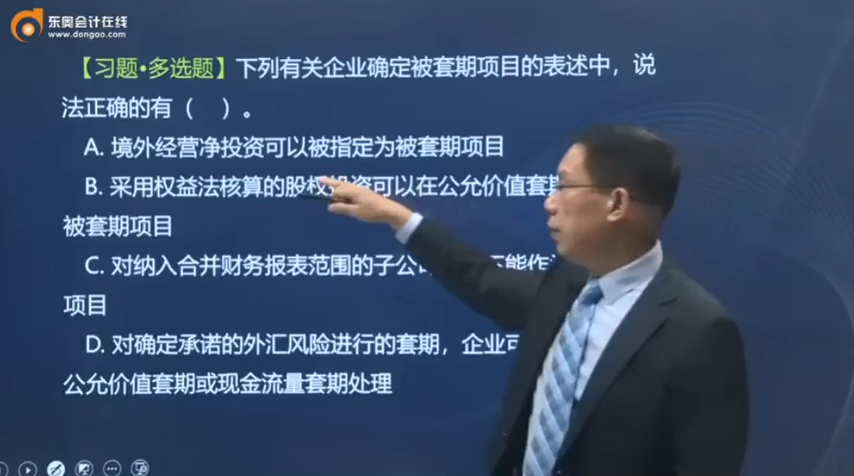 东奥会计在线
www.dongao.com
【习题·多选题】下列有关企业确定被套期项目的表述中，说
法正确的有（ ）。
A. 境外经营净投资可以被指定为被套期项目
B. 采用权益法核算的股权投资可以在公允价值套期
被套期项目
C. 对纳入合并财务报表范围的子公司 不能作
项目
D. 对确定承诺的外汇风险进行的套期，企业可
公允价值套期或现金流量套期处理